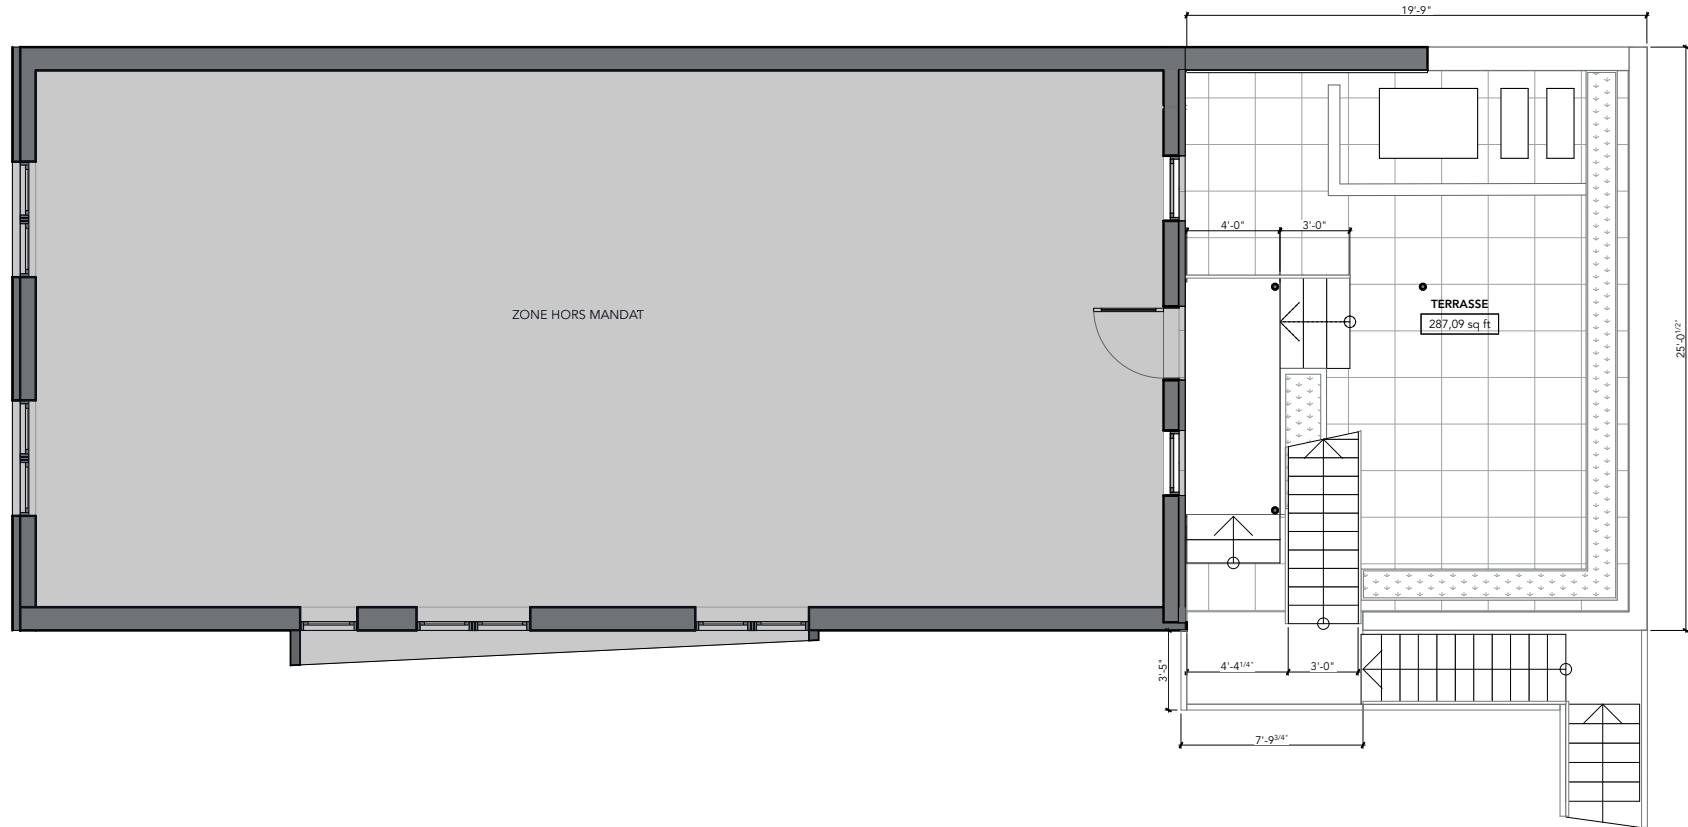 19'-9"
4'-0"
3'-0"
ZONE HORS MANDAT
TERRASSE
287,09 sq ft
25'-0 1/2"
3'-5"
4'-4 1/4"
3'-0"
7'-9 3/4"